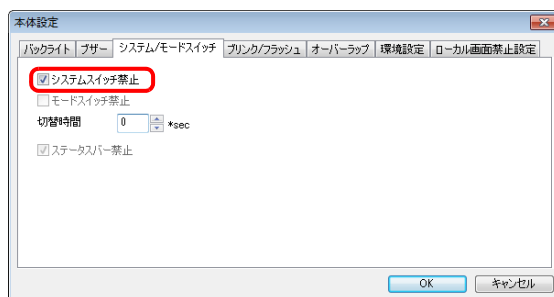 本体設定
バックライト ブザー システム/モードスイッチ ブリンク/フラッシュ オーバーラップ 環境設定 ローカル画面禁止設定
システムスイッチ禁止
モードスイッチ禁止
切替時間 0 *sec
ステータスバー禁止
OK キャンセル